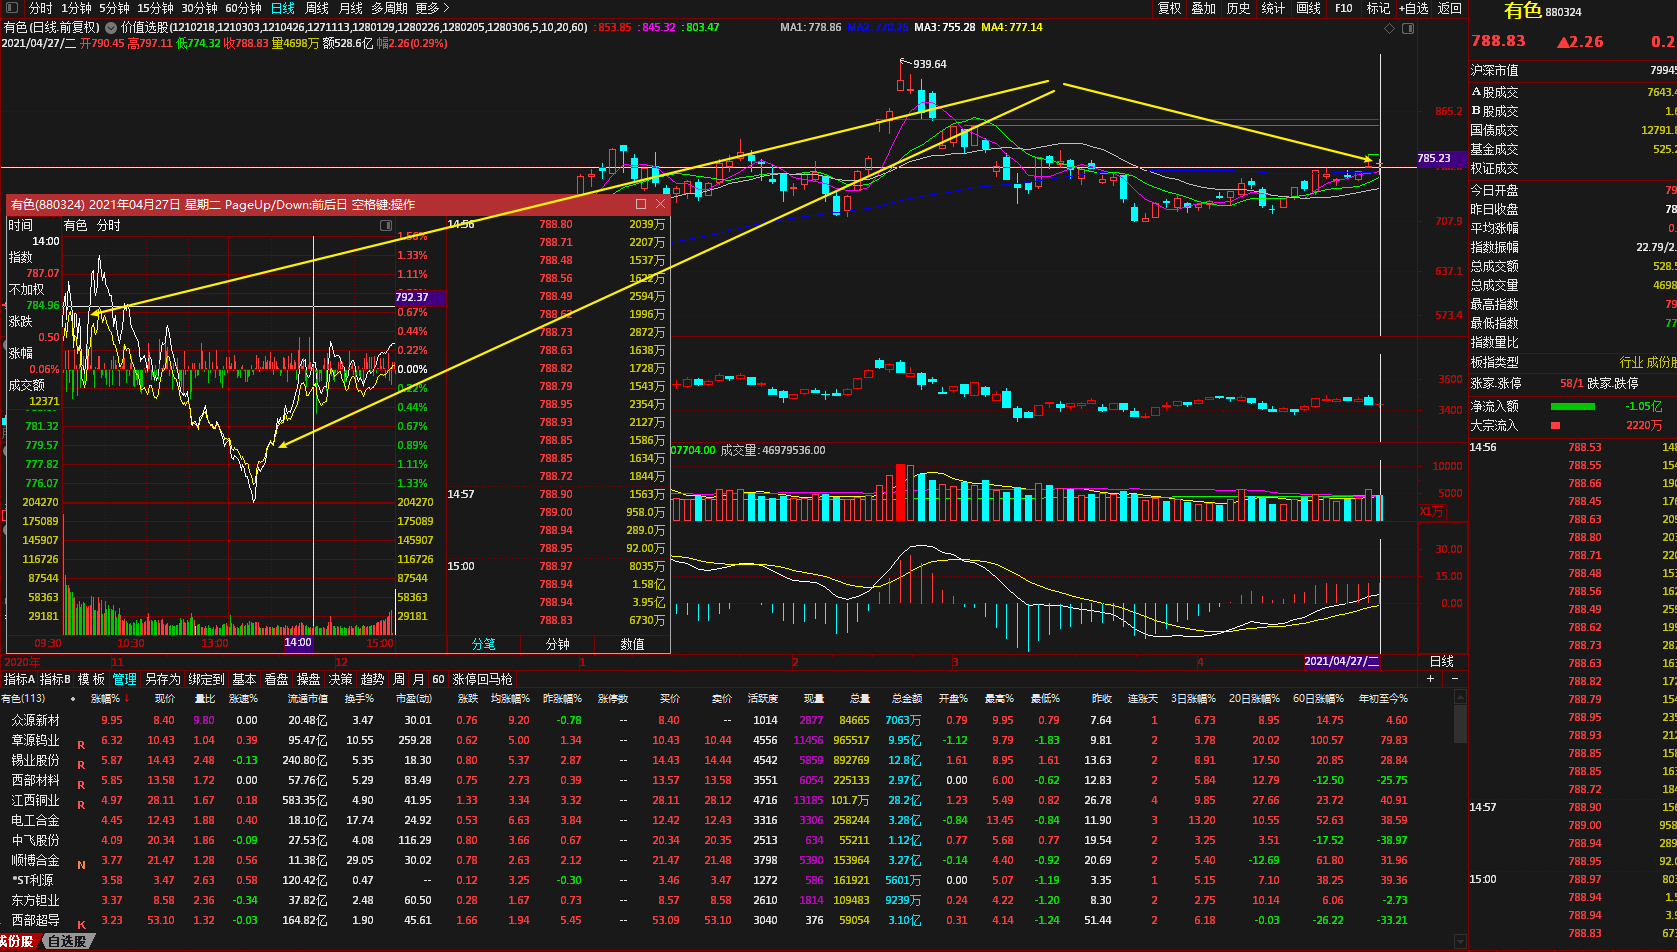 分时 1分钟 5分钟 15分钟 30分钟 60分钟 日线 周线 月线 多周期 更多 〉
复权 叠加 历史 统计 画线 F10 标记 +自选 返回
有色 880324
有色(日线.前复权) 价值选股(1210218,1210303,1210426,1271113,1280129,1280226,1280205,1280306,5,10,20,60) : 853.85 : 845.32 : 803.47 MA1: 778.86 MA2: 770.25 MA3: 755.28 MA4: 777.14
2021/04/27/二 开790.45 高797.11 低774.32 收788.83 量4698万 额528.6亿 幅2.26(0.29%)
788.83 ▲2.26 0.2
939.64
865.2
785.23
707.9
637.1
573.4
3600
3400
07704.00 成交量: 46979536.00
10000
5000
X1万
30.00
15.00
0.00
有色(880324) 2021年04月27日 星期二 PageUp/Down:前后日 空格键:操作
时间 有色 分时
14:00
指数
787.07
不加权
784.96
涨跌
0.50
涨幅
0.06%
成交额
12371
781.32
779.57
777.82
776.07
204270
175089
145907
116726
87544
58363
29181
1.56%
1.33%
1.11%
792.37
0.67%
0.44%
0.22%
0.00%
0.22%
0.44%
0.67%
0.89%
1.11%
1.33%
204270
175089
145907
116726
87544
58363
29181
09:30 10:30 13:00 14:00 15:00
14:56 788.80 2039万
788.71 2207万
788.48 1537万
788.56 1622万
788.49 2594万
788.62 1996万
788.73 2872万
788.63 1638万
788.82 1728万
788.79 1543万
788.95 2354万
788.93 2127万
788.85 1586万
788.85 1634万
788.72 1844万
14:57 788.90 1563万
789.00 958.0万
788.94 289.0万
788.95 92.00万
15:00 788.97 8035万
788.94 1.58亿
788.94 3.95亿
788.83 6730万
分笔 分钟 数值
2020年 11 12 1 2 3 4 2021/04/27/二 日线
沪深市值 79945
A股成交 7643.4
B股成交 1.6
国债成交 12791.8
基金成交 525.2
权证成交
今日开盘 79
昨日收盘 78
平均涨幅 0.
指数振幅 22.79/2.
总成交额 528.5
总成交量 4698
最高指数 79
最低指数 77
指数量比
板指类型 行业 成份股
涨家.涨停 58/1 跌家.跌停
净流入额 -1.05亿
大宗流入 2220万
14:56 788.53 148
788.55 154
788.66 190
788.45 176
788.63 209
788.80 203
788.71 220
788.48 153
788.56 162
788.49 259
788.62 199
788.73 287
788.63 163
788.82 172
788.79 154
788.95 235
788.93 212
788.85 158
788.85 163
788.72 184
14:57 788.90 156
789.00 958
788.94 289
788.95 92.0
15:00 788.97 803
788.94 1.5
788.94 3.9
788.83 673
指标A 指标B 模 板 管理 另存为 绑定到 基本 看盘 操盘 决策 趋势 周 月 60 涨停回马枪 + −
有色(113) 涨幅%↓ 现价 量比 涨速% 流通市值 换手% 市盈(动) 涨跌 均涨幅% 昨涨幅% 涨停数 买价 卖价 活跃度 现量 总量 总金额 开盘% 最高% 最低% 昨收 连涨天 3日涨幅% 20日涨幅% 60日涨幅% 年初至今%
众源新材 9.95 8.40 9.80 0.00 20.48亿 3.47 30.01 0.76 9.20 -0.78 -- 8.40 -- 1014 2877 84665 7063万 0.79 9.95 0.79 7.64 1 6.73 8.95 14.75 4.60
章源钨业 R 6.32 10.43 1.04 0.39 95.47亿 10.55 259.28 0.62 5.00 1.34 -- 10.43 10.44 4556 11456 965517 9.95亿 -1.12 9.79 -1.83 9.81 2 3.78 20.02 100.57 79.83
锡业股份 R 5.87 14.43 2.48 -0.13 240.80亿 5.35 18.30 0.80 5.37 2.87 -- 14.43 14.44 4542 5859 892769 12.8亿 1.61 8.95 1.61 13.63 2 8.91 17.50 20.85 28.84
西部材料 R 5.85 13.58 1.72 0.00 57.76亿 5.29 83.49 0.75 2.73 0.39 -- 13.57 13.58 3551 6054 225133 2.97亿 0.00 6.00 -0.62 12.83 2 5.84 12.79 -12.50 -25.75
江西铜业 R 4.97 28.11 1.67 0.18 583.35亿 4.90 41.95 1.33 3.34 3.32 -- 28.11 28.12 4716 13185 101.7万 28.2亿 1.23 5.49 0.82 26.78 4 9.85 27.66 23.72 40.91
电工合金 4.45 12.43 1.88 0.40 18.10亿 17.74 24.92 0.53 6.63 3.84 -- 12.42 12.43 3316 3306 258244 3.28亿 -0.84 13.45 -0.84 11.90 3 13.20 10.55 52.63 38.59
中飞股份 4.09 20.34 1.86 -0.09 27.53亿 4.08 116.29 0.80 3.66 0.67 -- 20.34 20.35 2513 634 55211 1.12亿 0.77 5.68 0.77 19.54 2 3.25 3.51 -17.52 -38.97
顺博合金 N 3.77 21.47 1.28 0.56 11.38亿 29.05 30.02 0.78 2.63 2.12 -- 21.47 21.48 3798 5390 153964 3.27亿 -0.14 4.40 -0.92 20.69 2 5.40 -12.69 61.80 31.96
*ST利源 3.58 3.47 2.63 0.58 120.42亿 0.47 -- 0.12 3.25 -0.30 -- 3.46 3.47 1272 586 161921 5601万 0.00 5.07 -1.19 3.35 1 5.15 7.10 38.25 39.36
东方钽业 3.37 8.58 2.36 -0.34 37.82亿 2.48 60.50 0.28 1.67 0.73 -- 8.57 8.58 2610 1814 109483 9239万 0.24 4.22 -1.20 8.30 2 2.75 10.14 6.06 -2.73
西部超导 K 3.23 53.10 1.32 -0.03 164.82亿 1.90 45.61 1.66 1.94 5.45 -- 53.09 53.10 3040 376 59054 3.10亿 0.31 4.14 -1.24 51.44 2 6.18 -0.03 -26.22 -33.21
成份股 自选股